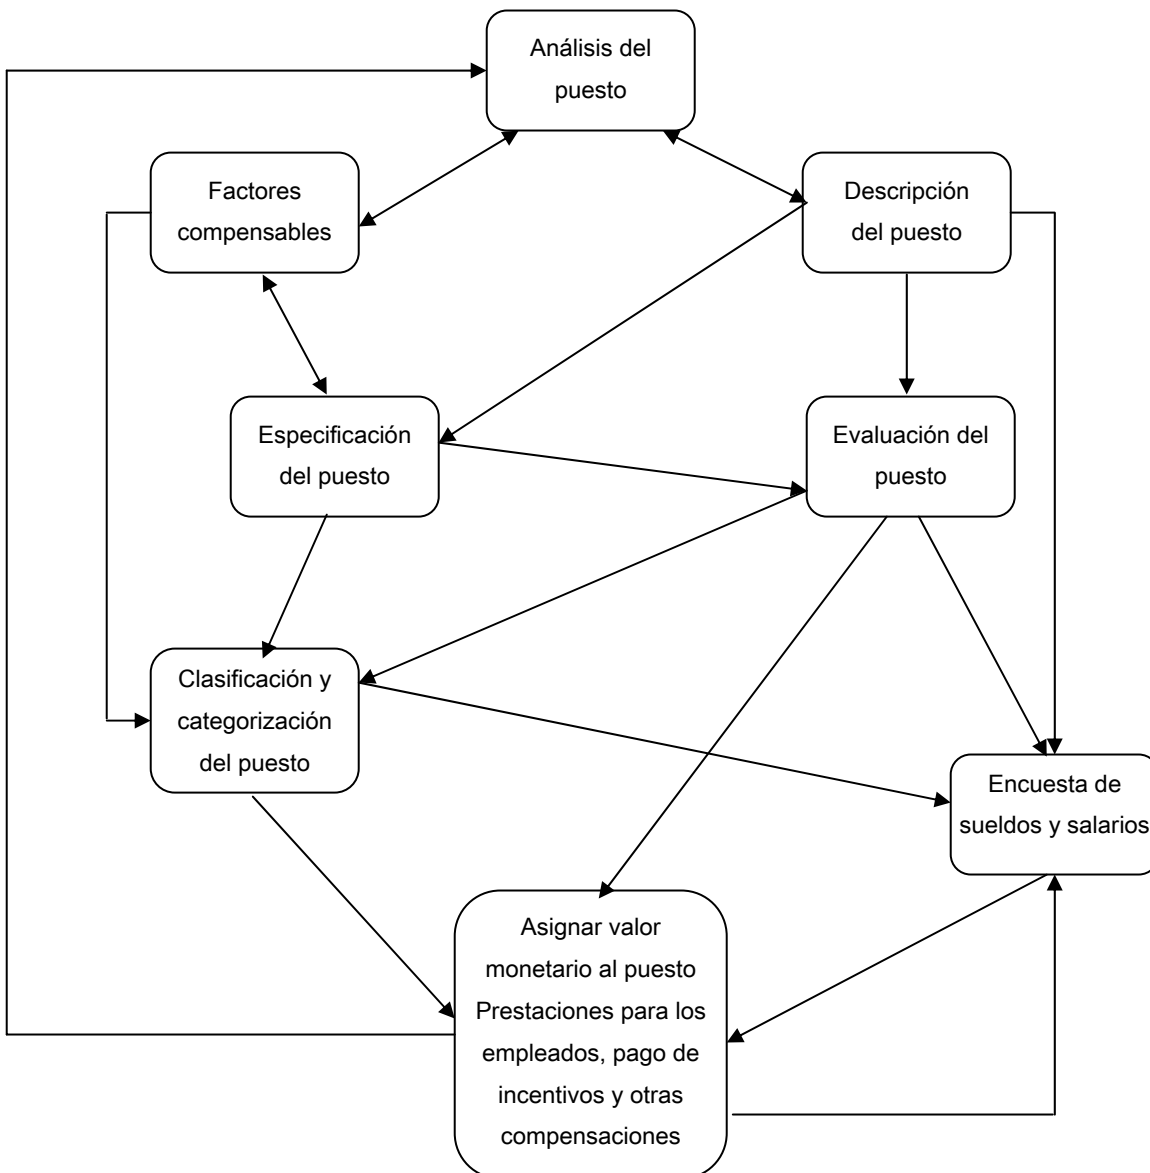 Análisis del
puesto
Factores
compensables
Descripción
del puesto
Especificación
del puesto
Evaluación del
puesto
Clasificación y
categorización
del puesto
Encuesta de
sueldos y salarios
Asignar valor
monetario al puesto
Prestaciones para los
empleados, pago de
incentivos y otras
compensaciones